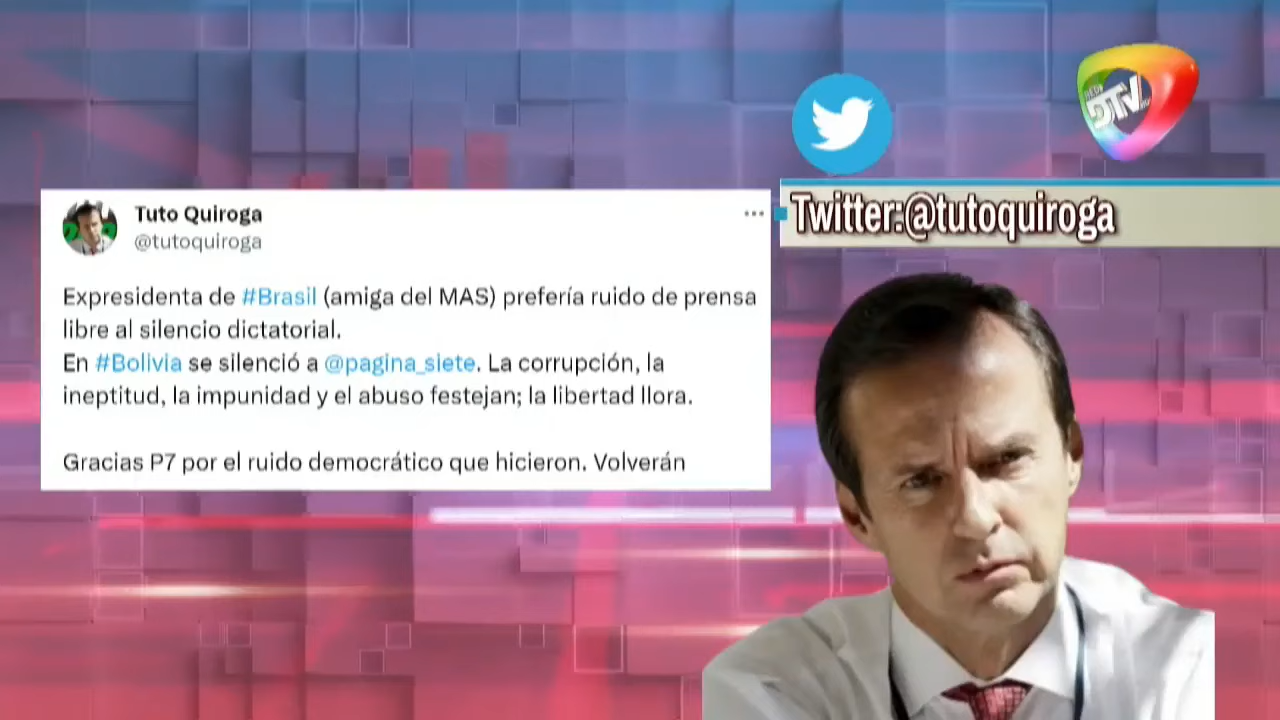 DTV
Twitter:@tutoquiroga
Tuto Quiroga
@tutoquiroga
Expresidenta de #Brasil (amiga del MAS) prefería ruido de prensa
libre al silencio dictatorial.
En #Bolivia se silenció a @pagina_siete. La corrupción, la
ineptitud, la impunidad y el abuso festejan; la libertad llora.
Gracias P7 por el ruido democrático que hicieron. Volverán